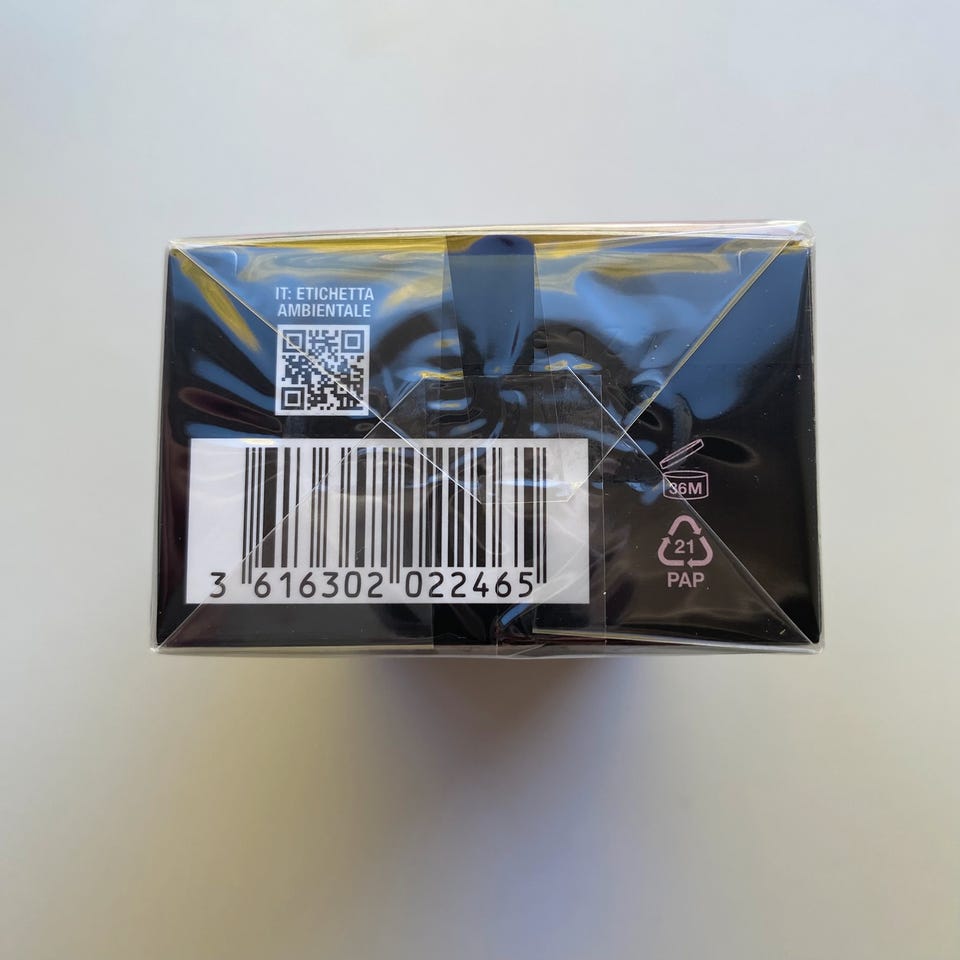 IT: ETICHETTA
AMBIENTALE
3 616302 022465
36M
21
PAP